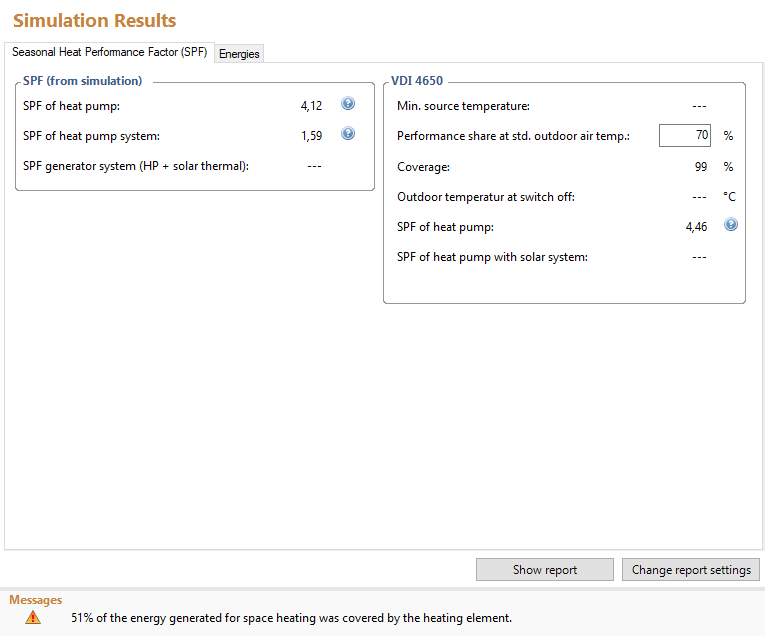 Simulation Results
Seasonal Heat Performance Factor (SPF)
Energies
SPF (from simulation)
SPF of heat pump: 4,12
SPF of heat pump system: 1,59
SPF generator system (HP + solar thermal): ---
VDI 4650
Min. source temperature: ---
Performance share at std. outdoor air temp.: 70 %
Coverage: 99 %
Outdoor temperatur at switch off: --- °C
SPF of heat pump: 4,46
SPF of heat pump with solar system: ---
Show report
Change report settings
Messages
51% of the energy generated for space heating was covered by the heating element.